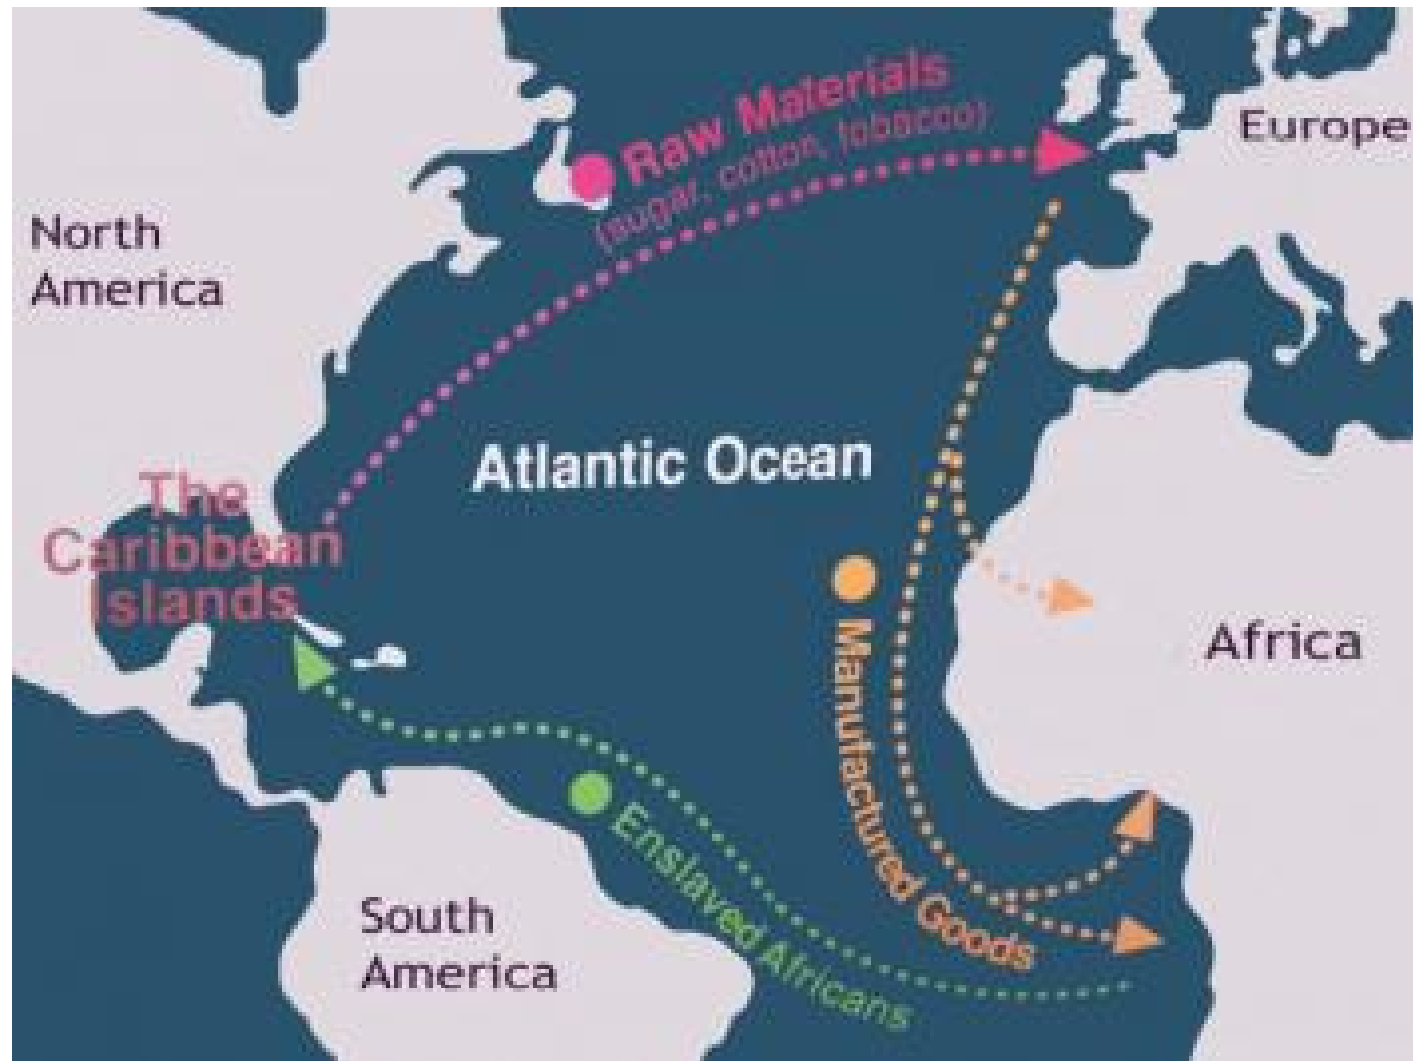 Raw Materials
(sugar, cotton, tobacco)
Europe
North
America
Atlantic Ocean
The
Caribbean
Islands
Manufactured Goods
Africa
Enslaved Africans
South
America